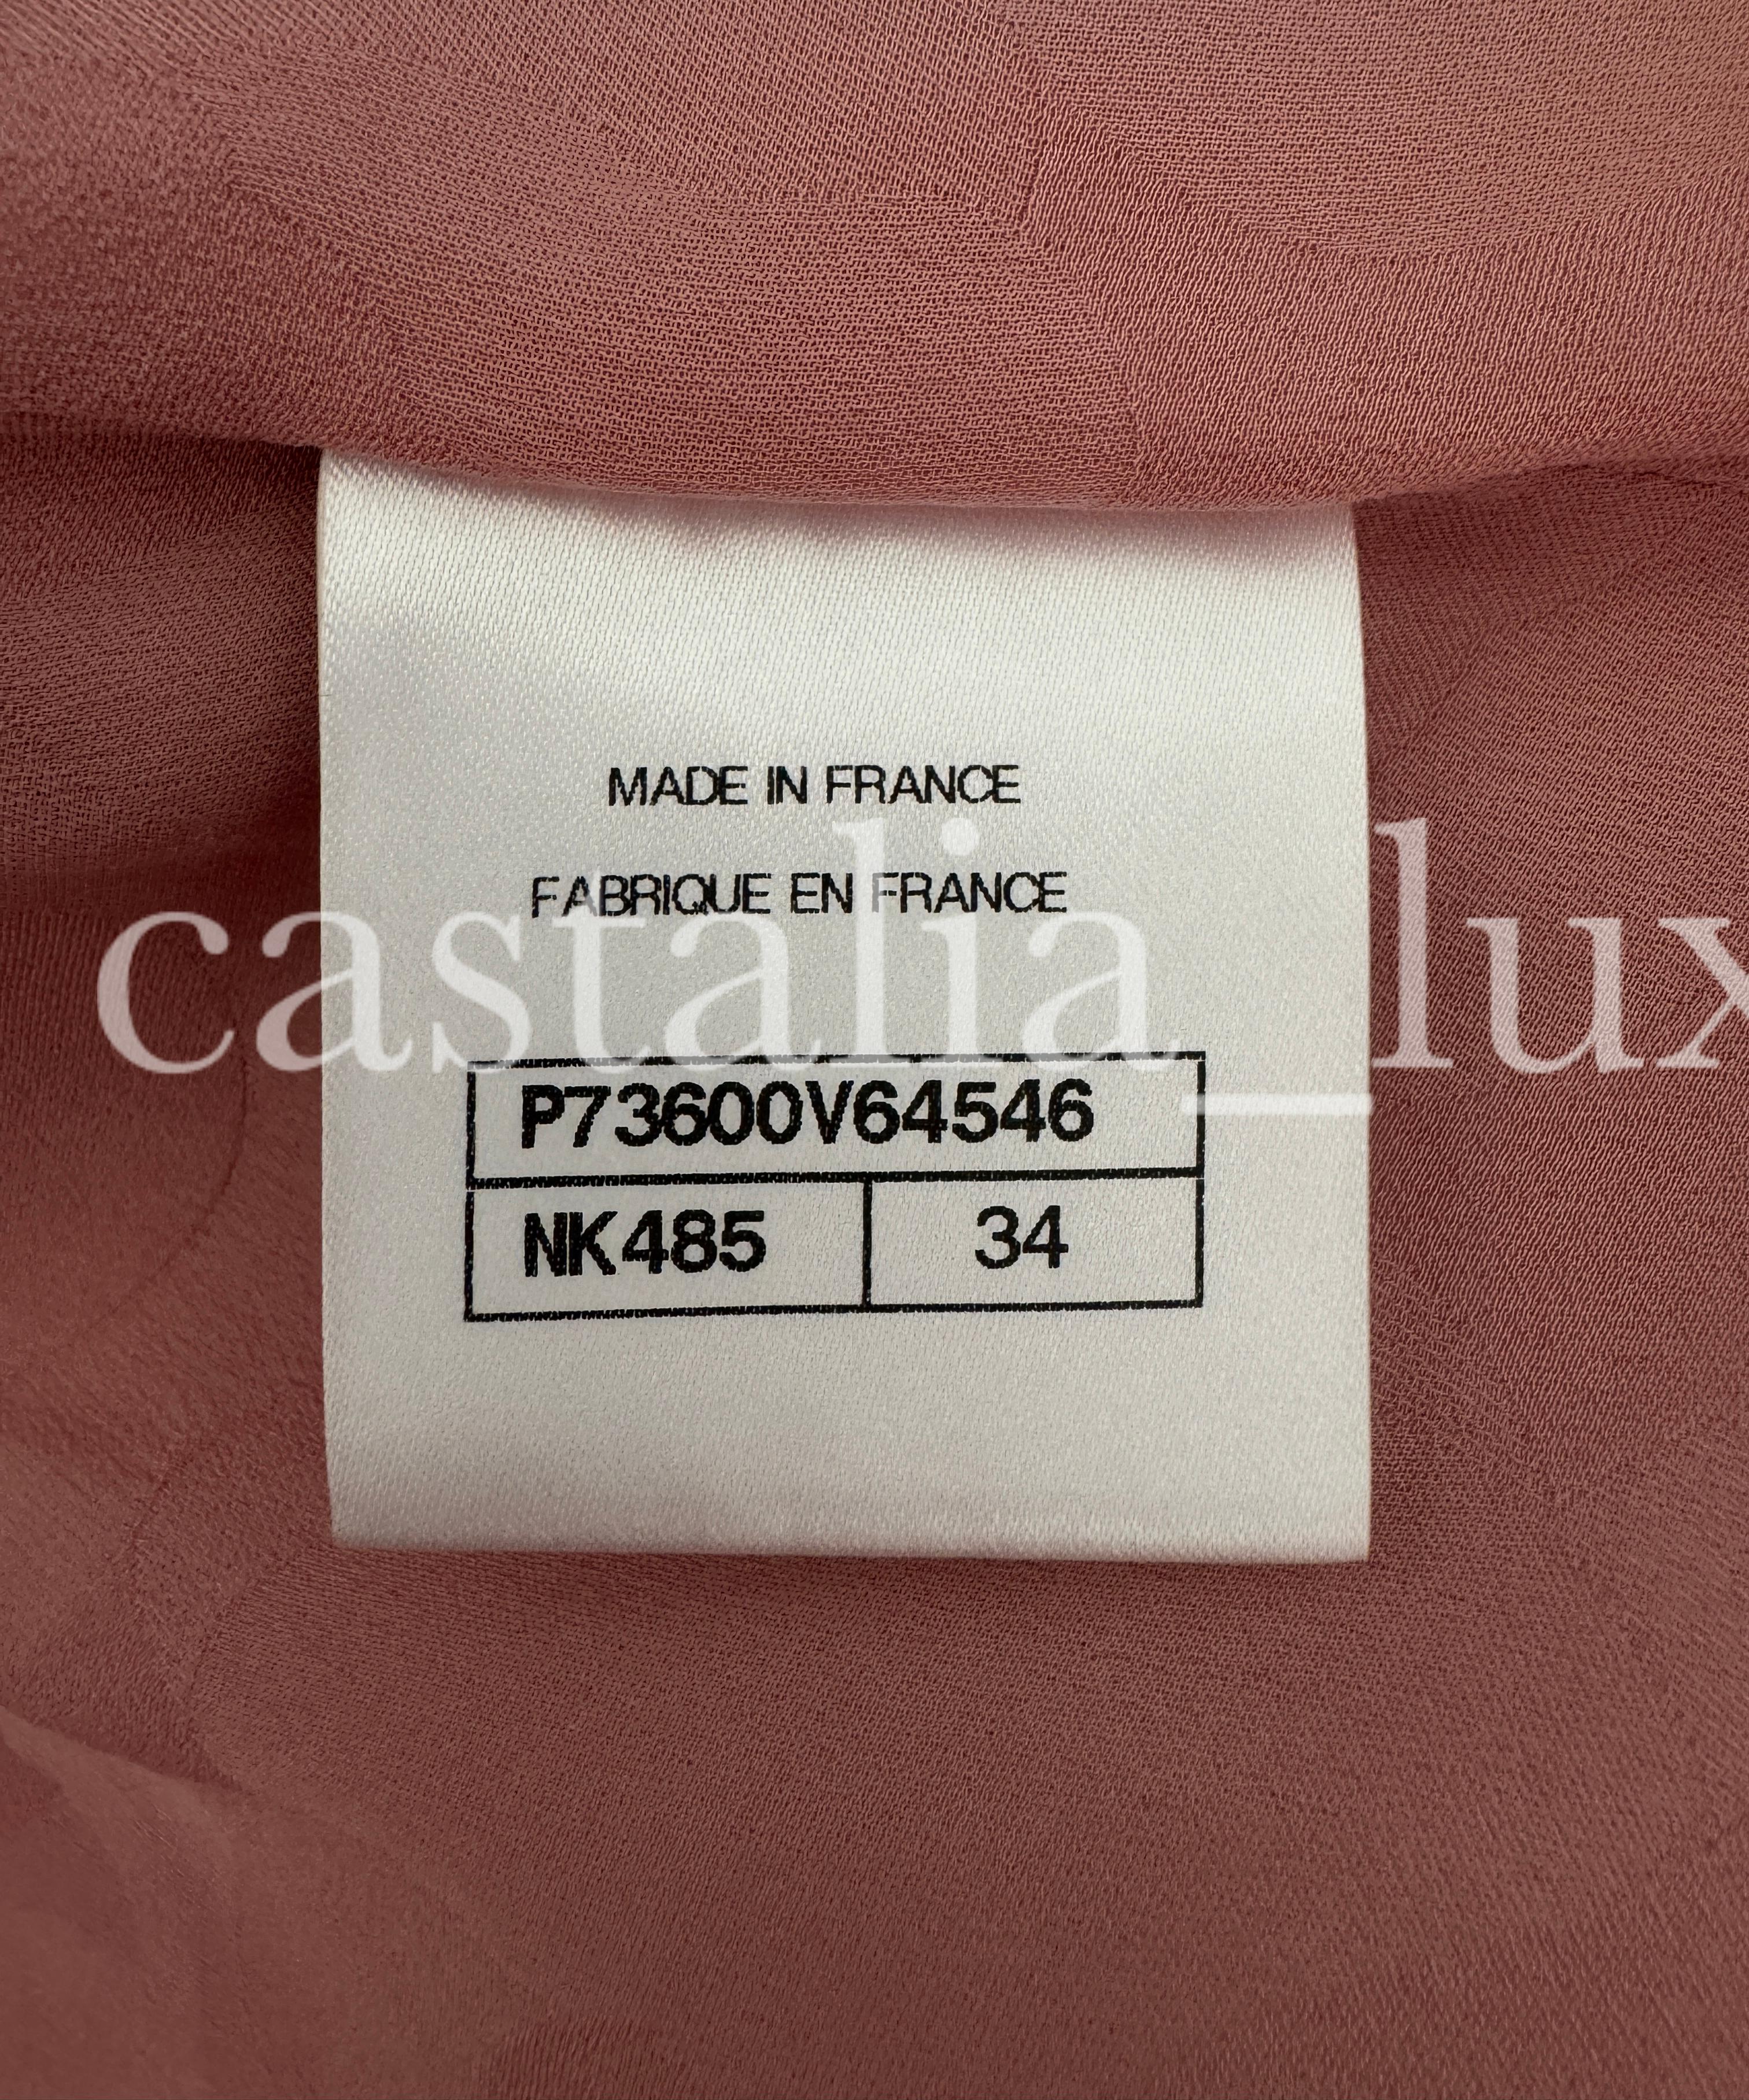 MADE IN FRANCE
FABRIQUE EN FRANCE
castalia_lux
P73600V64546
NK485 34